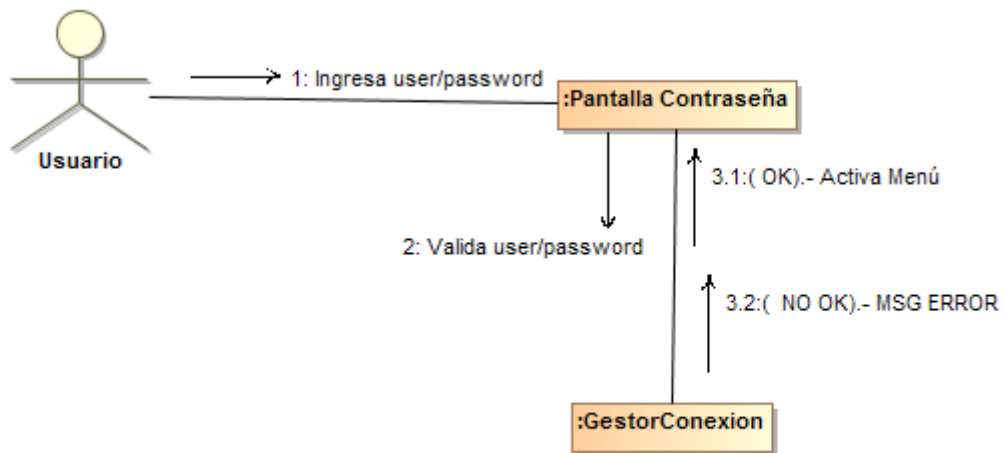 1: Ingresa user/password
:Pantalla Contraseña
Usuario
3.1:( OK).- Activa Menú
2: Valida user/password
3.2:( NO OK).- MSG ERROR
:GestorConexion